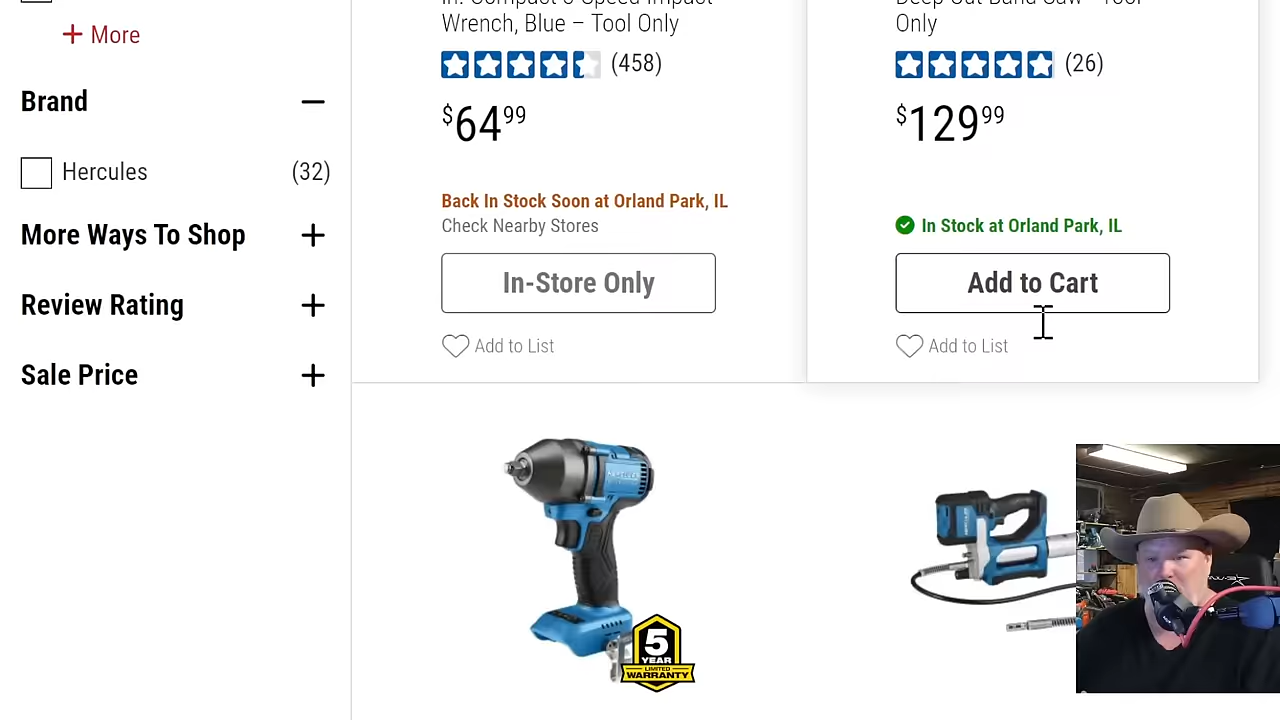 + More
Brand
Hercules (32)
More Ways To Shop
Review Rating
Sale Price
Wrench, Blue – Tool Only
(458)
$64.99
Back In Stock Soon at Orland Park, IL
Check Nearby Stores
In-Store Only
Add to List
Only
(26)
$129.99
In Stock at Orland Park, IL
Add to Cart
Add to List
5
YEAR
LIMITED
WARRANTY